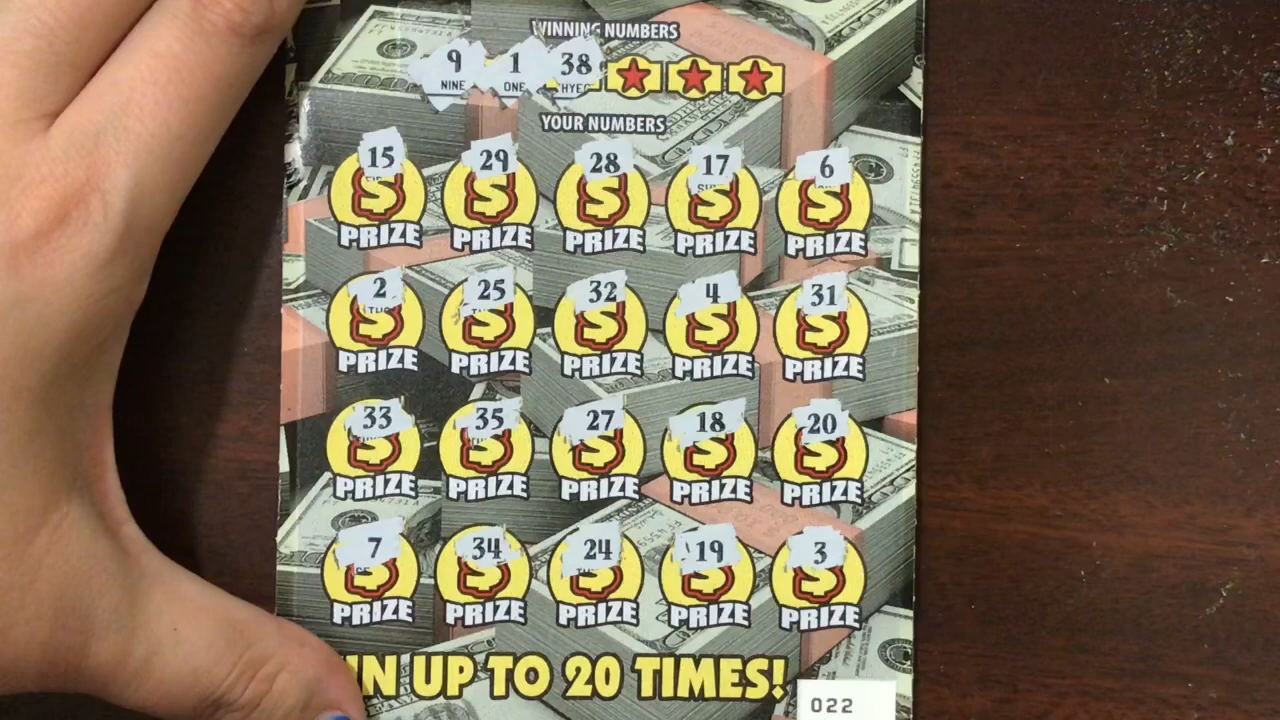 WINNING NUMBERS
9 1 38
NINE ONE
YOUR NUMBERS
15 29 28 17 6
PRIZE PRIZE PRIZE PRIZE PRIZE
2 25 32 4 31
PRIZE PRIZE PRIZE PRIZE PRIZE
33 35 27 18 20
PRIZE PRIZE PRIZE PRIZE PRIZE
7 34 24 19 3
PRIZE PRIZE PRIZE PRIZE PRIZE
IN UP TO 20 TIMES!
022